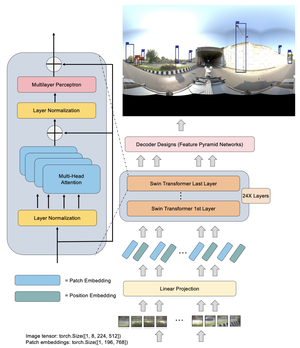 Multilayer Perceptron
Layer Normalization
Multi-Head
Attention
Layer Normalization
Decoder Designs (Feature Pyramid Networks)
Swin Transformer Last Layer
24X Layers
Swin Transformer 1st Layer
= Patch Embedding
= Position Embedding
Linear Projection
Image tensor: torch.Size([1, 8, 224, 512])
Patch embeddings: torch.Size([1, 196, 768])